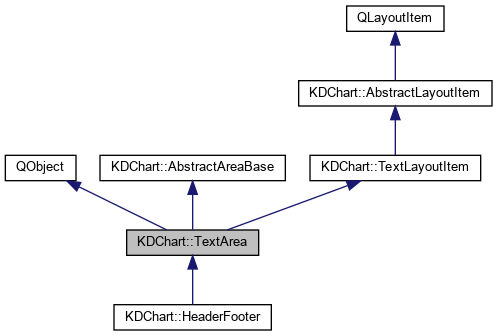 QLayoutItem
KDChart::AbstractLayoutItem
QObject
KDChart::AbstractAreaBase
KDChart::TextLayoutItem
KDChart::TextArea
KDChart::HeaderFooter